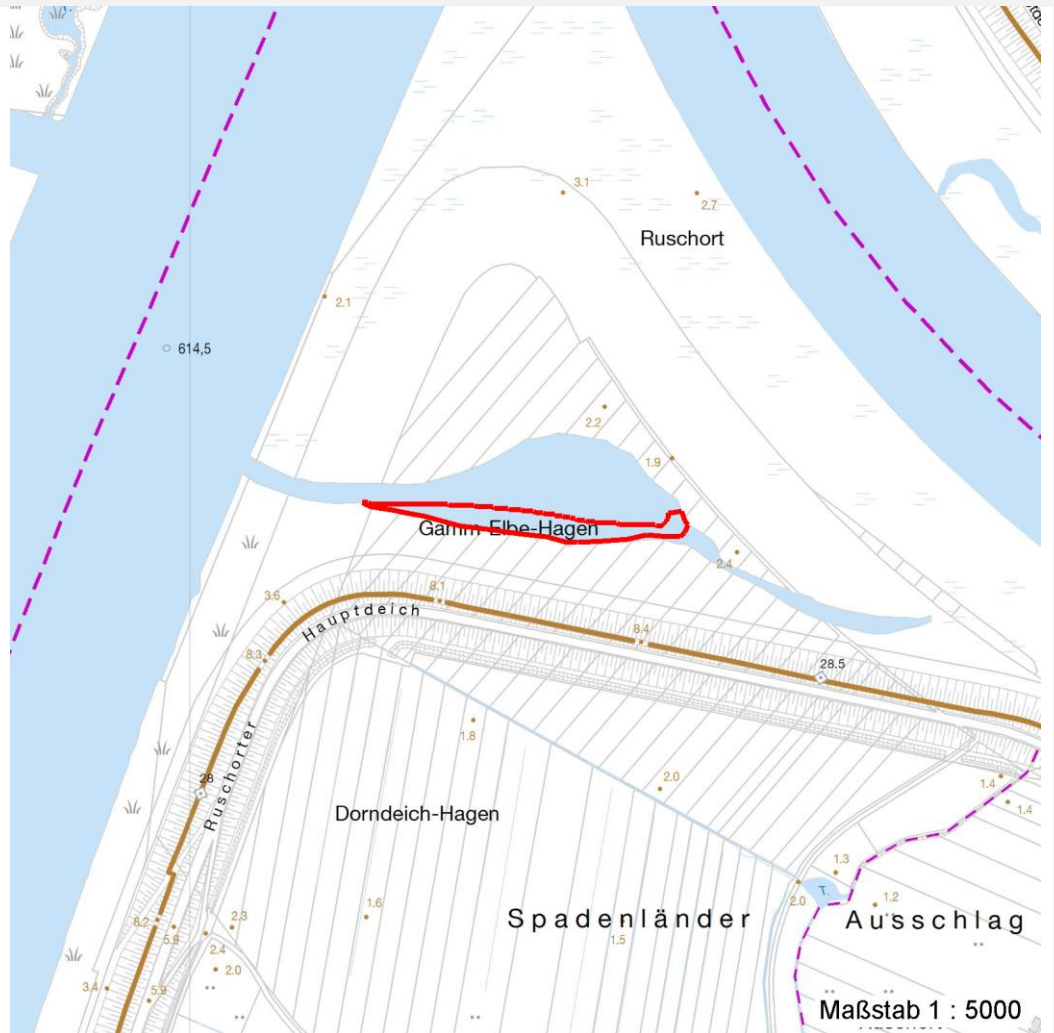 T.
3.1
2.7
Ruschort
2.1
614,5
2.2
1.9
Gamm-Elbe-Hagen
2.4
8.1
3.6
Hauptdeich
8.4
8.3
28.5
1.8
Ruschorter
28
2.0
1.4
1.4
Dorndeich-Hagen
1.3
T.
2.0
1.2
1.6
Spadenländer
Ausschlag
8.2
5.9
2.3
2.4
1.5
2.0
3.4
5.9
Maßstab 1 : 5000